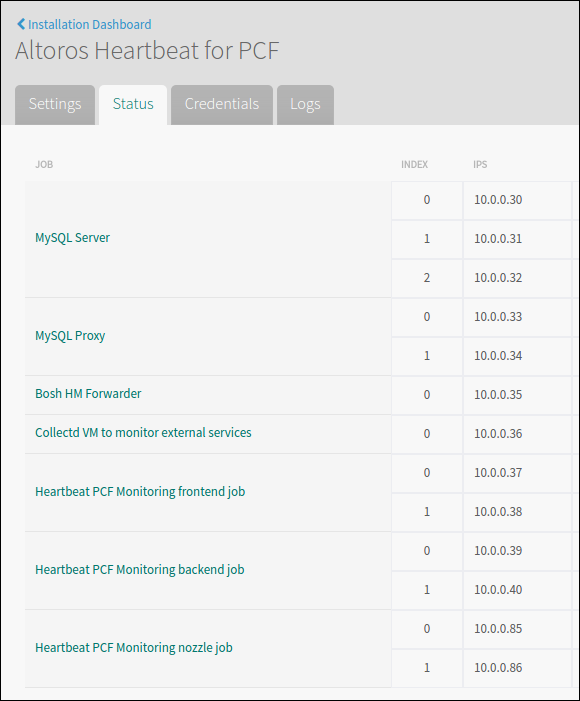 Installation Dashboard
Altoros Heartbeat for PCF
Settings Status Credentials Logs
JOB INDEX IPS
MySQL Server
0 10.0.0.30
1 10.0.0.31
2 10.0.0.32
MySQL Proxy
0 10.0.0.33
1 10.0.0.34
Bosh HM Forwarder 0 10.0.0.35
Collectd VM to monitor external services 0 10.0.0.36
Heartbeat PCF Monitoring frontend job
0 10.0.0.37
1 10.0.0.38
Heartbeat PCF Monitoring backend job
0 10.0.0.39
1 10.0.0.40
Heartbeat PCF Monitoring nozzle job
0 10.0.0.85
1 10.0.0.86